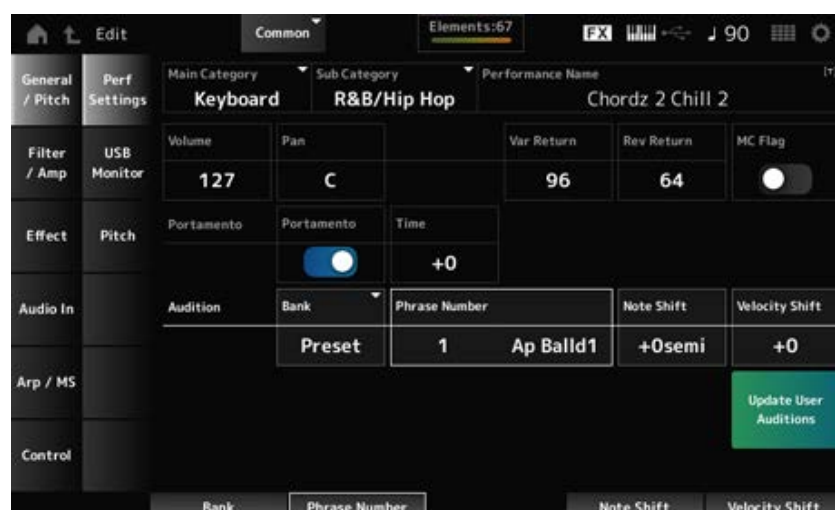 Edit
Common
Elements:67
FX
90
General
/ Pitch
Perf
Settings
Main Category
Keyboard
Sub Category
R&B/Hip Hop
Performance Name
Chordz 2 Chill 2
Filter
/ Amp
USB
Monitor
Volume
127
Pan
C
Var Return
96
Rev Return
64
MC Flag
Effect
Pitch
Portamento
Portamento
Time
+0
Audio In
Audition
Bank
Preset
Phrase Number
1 Ap Balld1
Note Shift
+0semi
Velocity Shift
+0
Arp / MS
Update User
Auditions
Control
Bank
Phrase Number
Note Shift
Velocity Shift